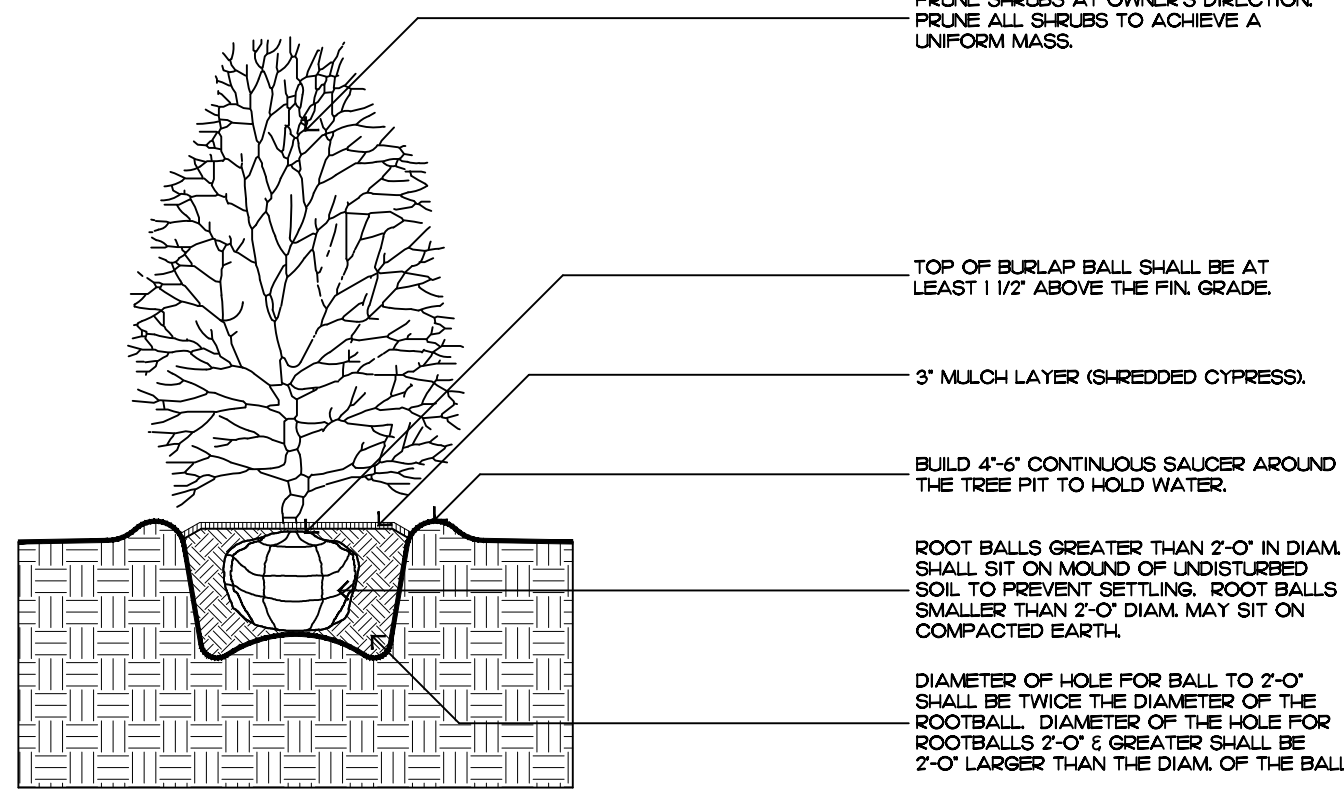 PRUNE SHRUBS AT OWNER'S DIRECTION.
PRUNE ALL SHRUBS TO ACHIEVE A
UNIFORM MASS.
TOP OF BURLAP BALL SHALL BE AT
LEAST 1 1/2" ABOVE THE FIN. GRADE.
3" MULCH LAYER (SHREDDED CYPRESS).
BUILD 4"-6" CONTINUOUS SAUCER AROUND
THE TREE PIT TO HOLD WATER.
ROOT BALLS GREATER THAN 2'-0" IN DIAM.
SHALL SIT ON MOUND OF UNDISTURBED
SOIL TO PREVENT SETTLING. ROOT BALLS
SMALLER THAN 2'-0" DIAM. MAY SIT ON
COMPACTED EARTH.
DIAMETER OF HOLE FOR BALL TO 2'-0"
SHALL BE TWICE THE DIAMETER OF THE
ROOTBALL. DIAMETER OF THE HOLE FOR
ROOTBALLS 2'-0" & GREATER SHALL BE
2'-0" LARGER THAN THE DIAM. OF THE BALL